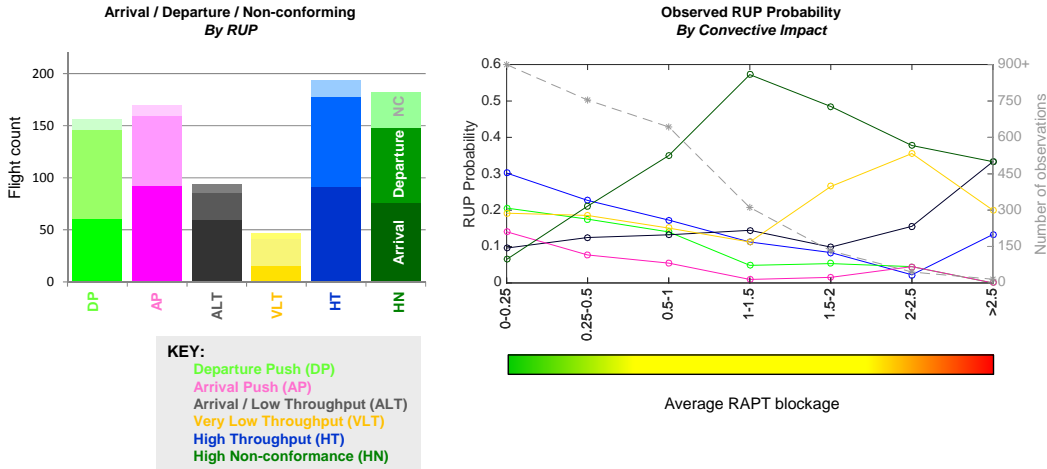 Arrival / Departure / Non-conforming
By RUP
Flight count
200
150
100
50
0
NC
Departure
Arrival
DP
AP
ALT
VLT
HT
HN
KEY:
Departure Push (DP)
Arrival Push (AP)
Arrival / Low Throughput (ALT)
Very Low Throughput (VLT)
High Throughput (HT)
High Non-conformance (HN)
Observed RUP Probability
By Convective Impact
RUP Probability
0.6
0.5
0.4
0.3
0.2
0.1
0
900+
750
600
450
300
150
0
Number of observations
0-0.25
0.25-0.5
0.5-1
1-1.5
1.5-2
2-2.5
>2.5
Average RAPT blockage